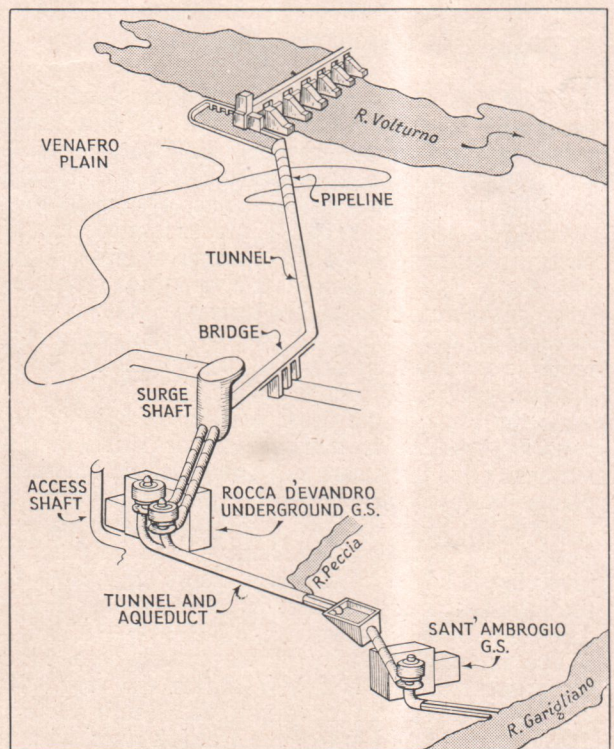 R. Volturno
VENAFRO
PLAIN
PIPELINE
TUNNEL
BRIDGE
SURGE
SHAFT
ACCESS
SHAFT
ROCCA D'EVANDRO
UNDERGROUND G.S.
R. Peccia
TUNNEL AND
AQUEDUCT
SANT' AMBROGIO
G.S.
R. Garigliano